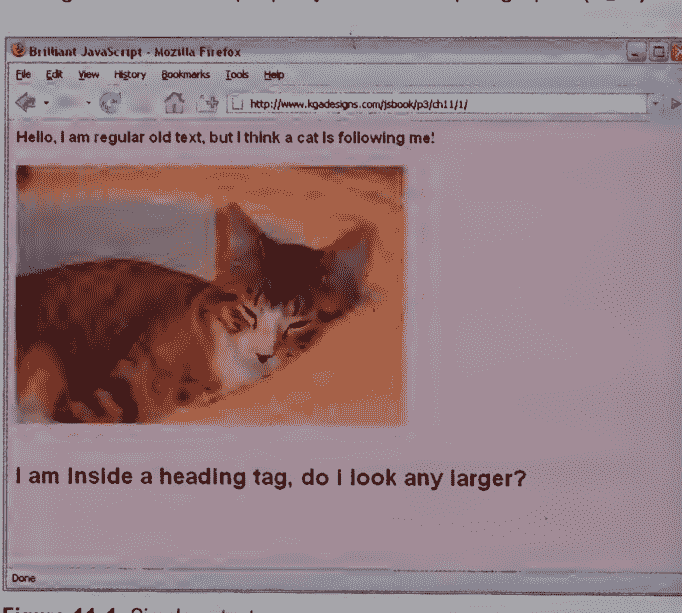 Brilliant JavaScript - Mozilla Firefox
File Edit View History Bookmarks Tools Help
http://www.kgadesigns.com/jsbook/p3/ch11/1/
Hello, I am regular old text, but I think a cat is following me!
I am inside a heading tag, do i look any larger?
Done